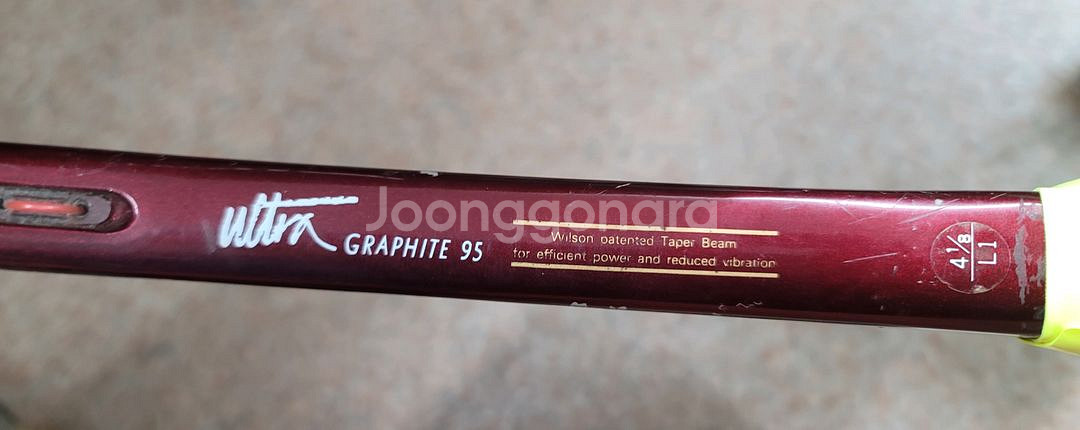 Joonggonara
ultra
GRAPHITE 95
Wilson patented Taper Beam
for efficient power and reduced vibration
4 1/8
L1